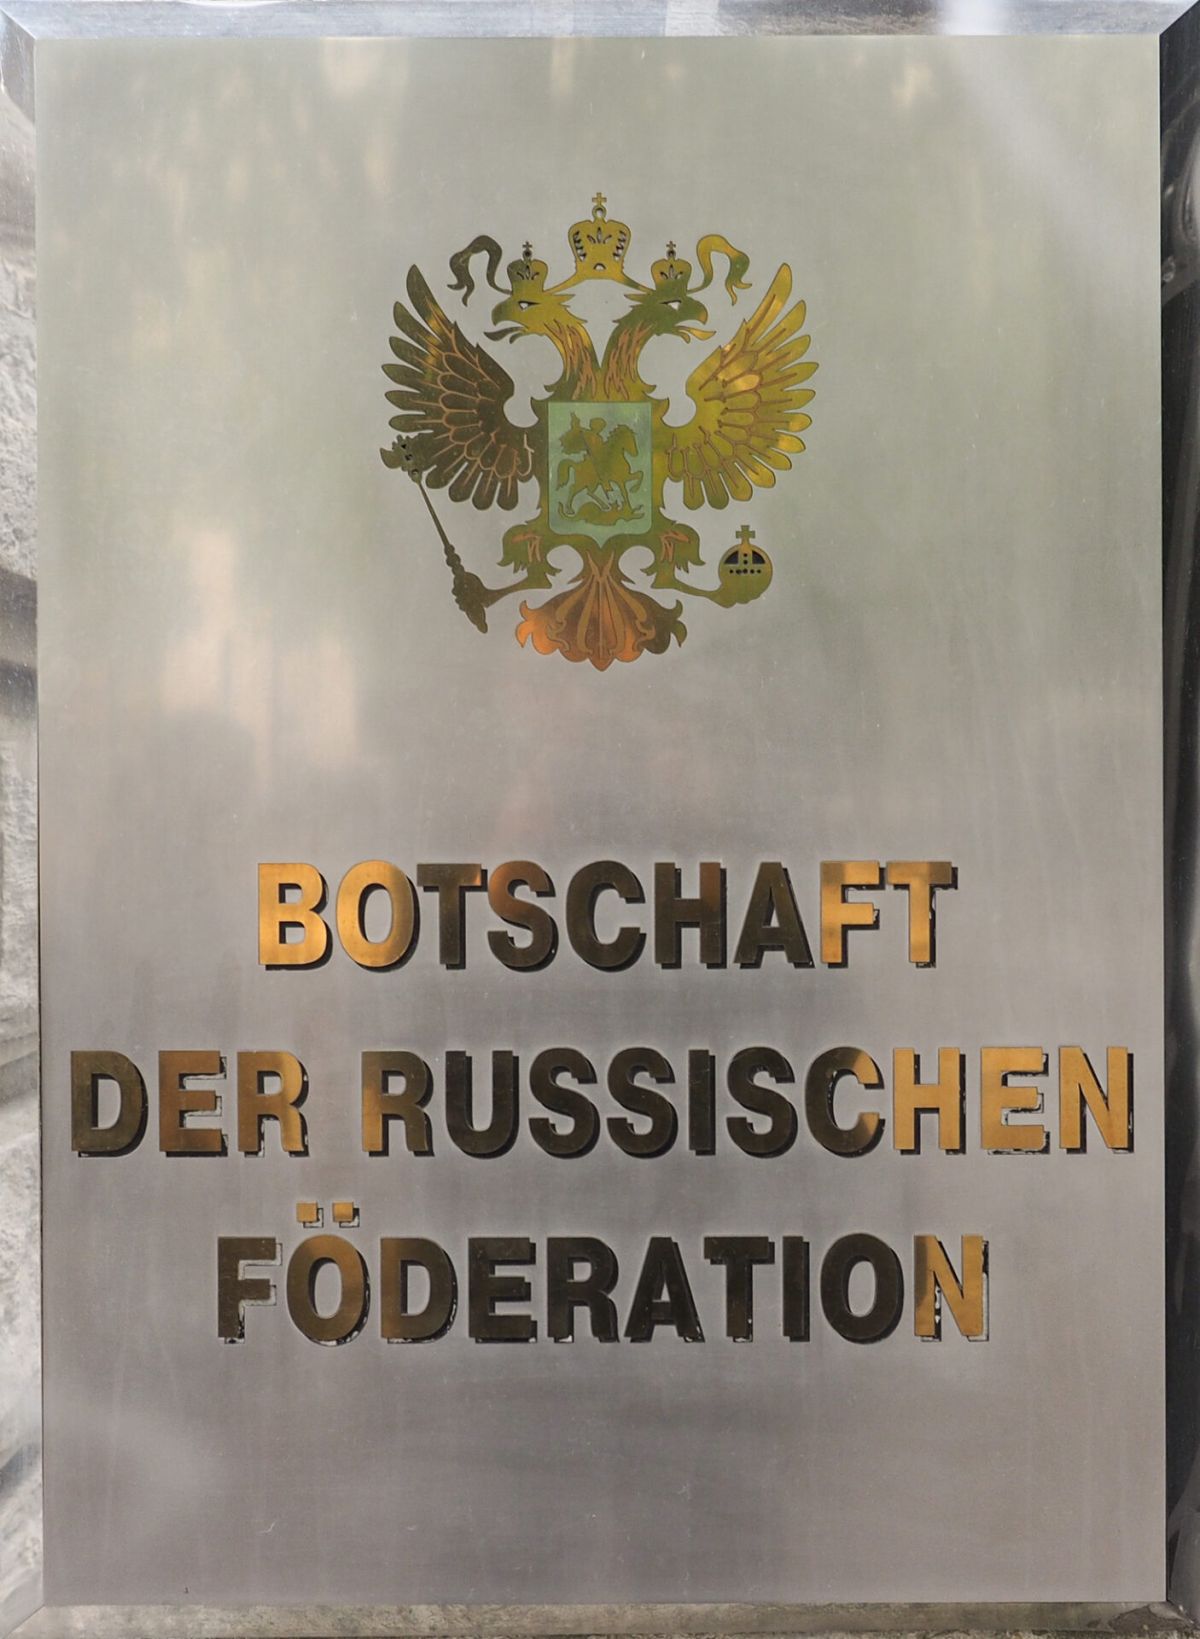 BOTSCHAFT
DER RUSSISCHEN
FÖDERATION